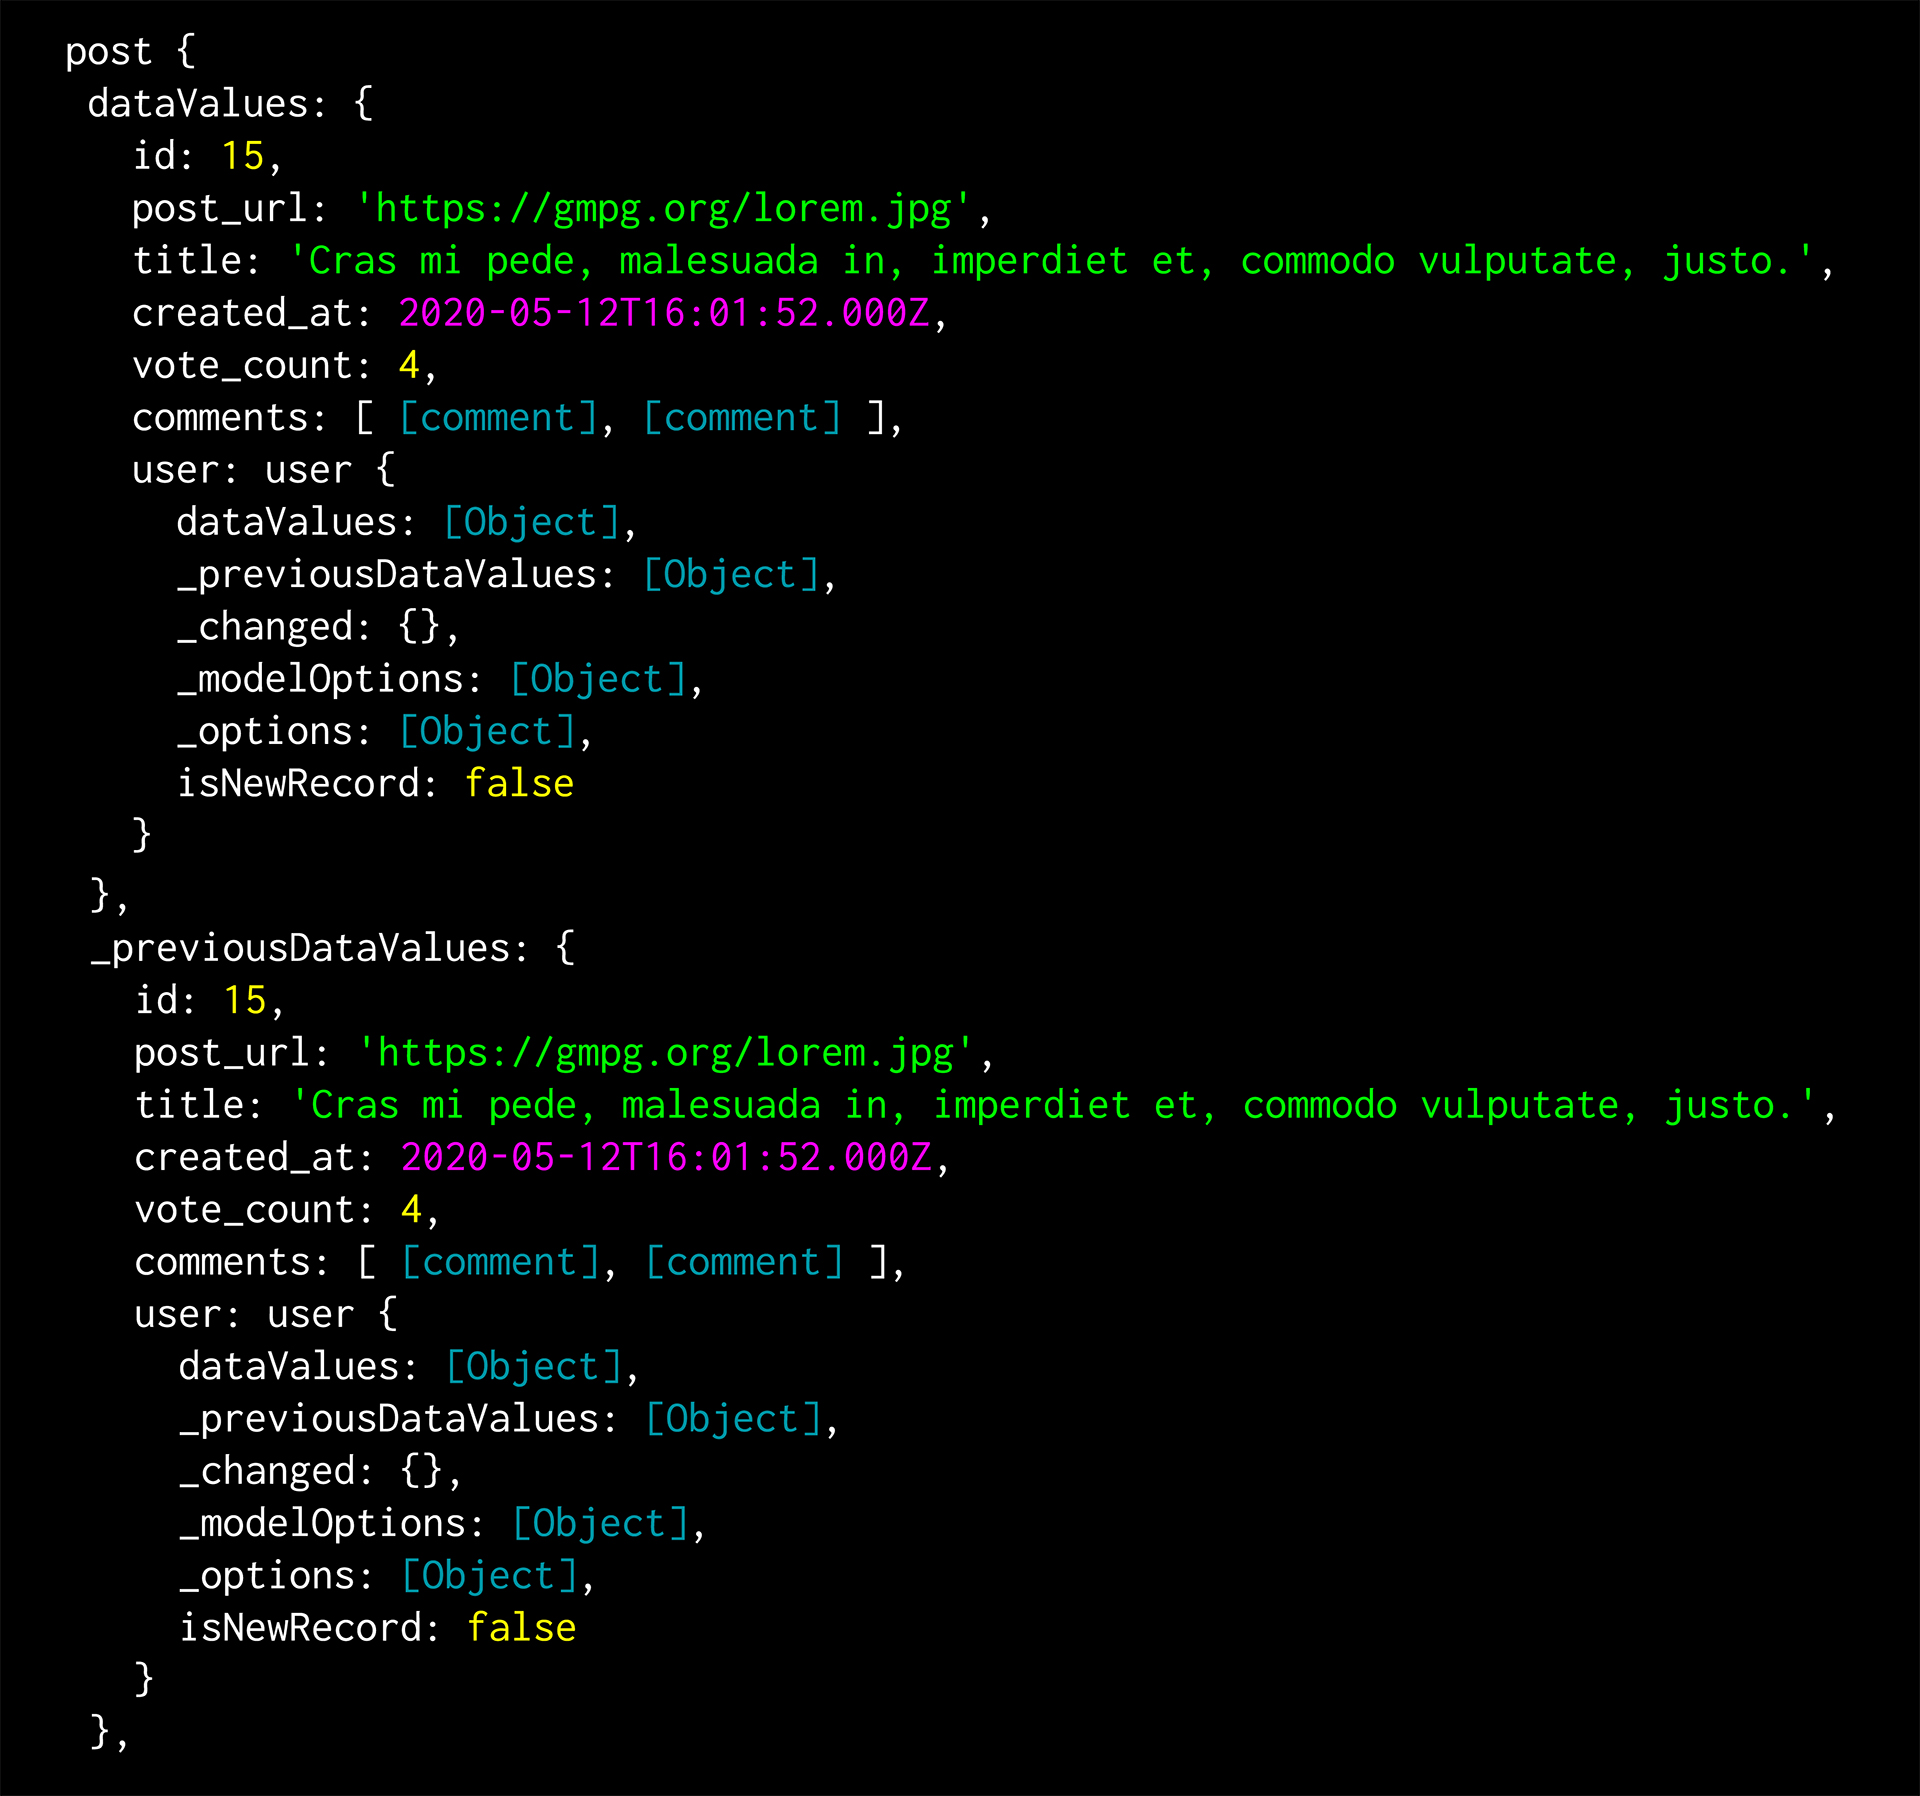 post {
dataValues: {
id: 15,
post_url: 'https://gmpg.org/lorem.jpg',
title: 'Cras mi pede, malesuada in, imperdiet et, commodo vulputate, justo.',
created_at: 2020-05-12T16:01:52.000Z,
vote_count: 4,
comments: [ [comment], [comment] ],
user: user {
dataValues: [Object],
_previousDataValues: [Object],
_changed: {},
_modelOptions: [Object],
_options: [Object],
isNewRecord: false
}
},
_previousDataValues: {
id: 15,
post_url: 'https://gmpg.org/lorem.jpg',
title: 'Cras mi pede, malesuada in, imperdiet et, commodo vulputate, justo.',
created_at: 2020-05-12T16:01:52.000Z,
vote_count: 4,
comments: [ [comment], [comment] ],
user: user {
dataValues: [Object],
_previousDataValues: [Object],
_changed: {},
_modelOptions: [Object],
_options: [Object],
isNewRecord: false
}
},